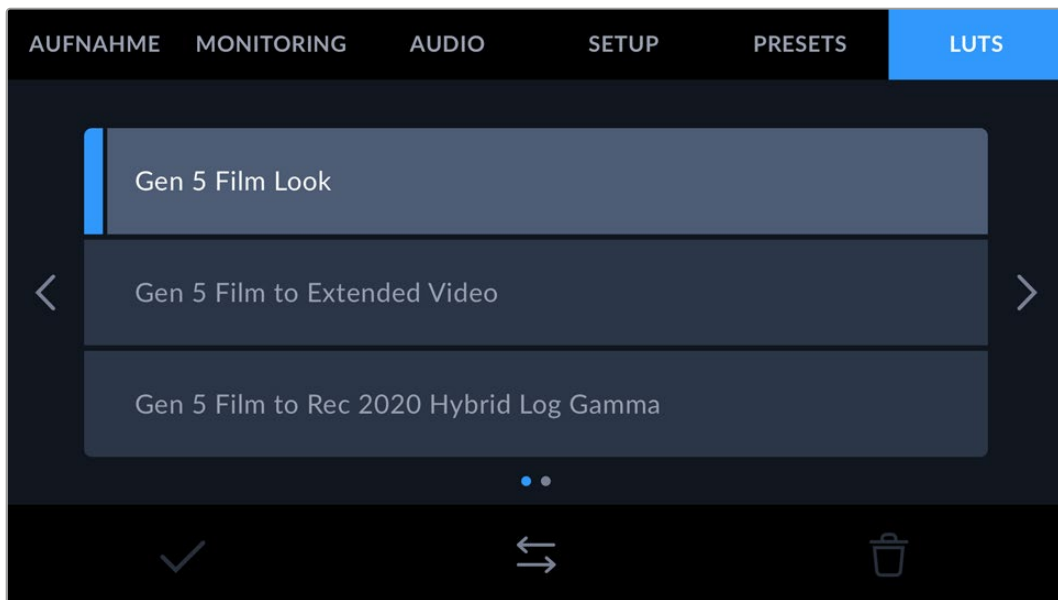 AUFNAHME MONITORING AUDIO SETUP PRESETS LUTS
Gen 5 Film Look
Gen 5 Film to Extended Video
Gen 5 Film to Rec 2020 Hybrid Log Gamma